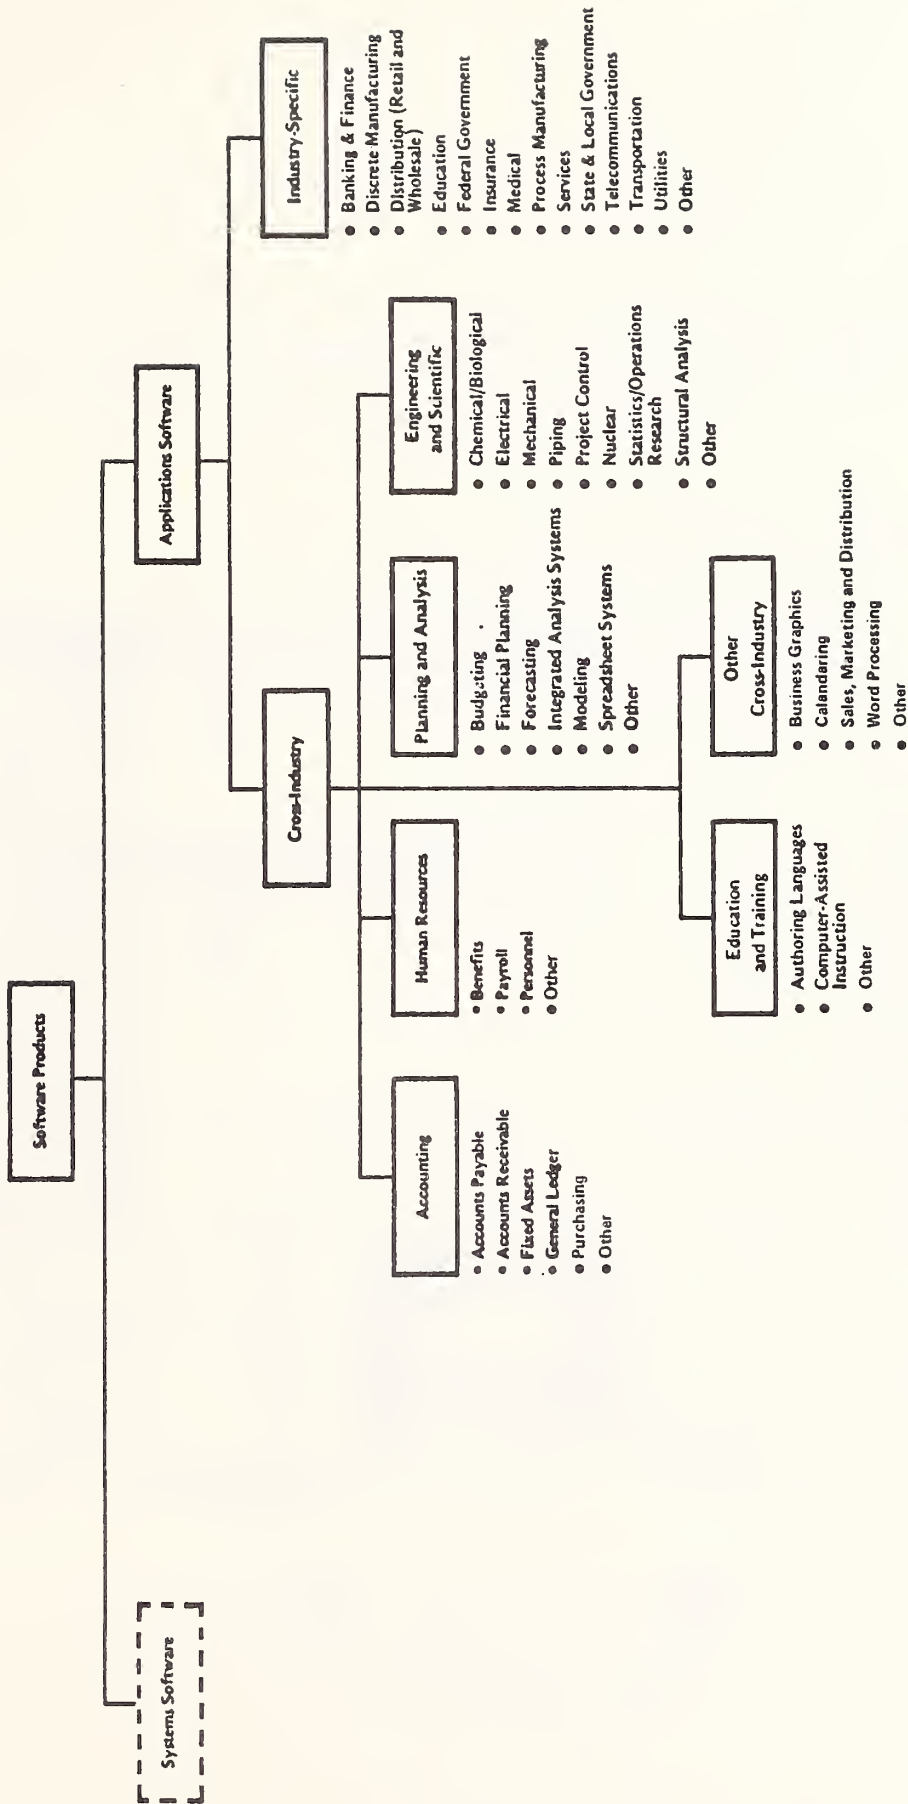 Software Products
Systems Software
Applications Software
Cross-Industry
Industry-Specific
• Banking & Finance
• Discrete Manufacturing
• Distribution (Retail and
Wholesale)
• Education
• Federal Government
• Insurance
• Medical
• Process Manufacturing
• Services
• State & Local Government
• Telecommunications
• Transportation
• Utilities
• Other
Accounting
• Accounts Payable
• Accounts Receivable
• Fixed Assets
• General Ledger
• Purchasing
• Other
Human Resources
• Benefits
• Payroll
• Personnel
• Other
Planning and Analysis
• Budgeting
• Financial Planning
• Forecasting
• Integrated Analysis Systems
• Modeling
• Spreadsheet Systems
• Other
Engineering
and Scientific
• Chemical/Biological
• Electrical
• Mechanical
• Piping
• Project Control
• Nuclear
• Statistics/Operations
Research
• Structural Analysis
• Other
Education
and Training
• Authoring Languages
• Computer-Assisted
Instruction
• Other
Other
Cross-Industry
• Business Graphics
• Calendaring
• Sales, Marketing and Distribution
• Word Processing
• Other